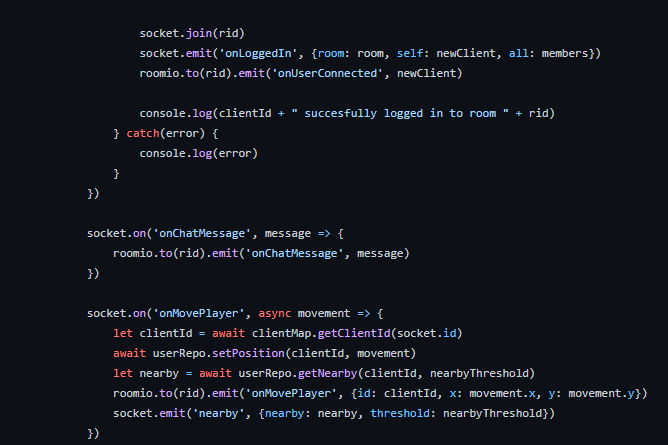 socket.join(rid)
socket.emit('onLoggedIn', {room: room, self: newClient, all: members})
roomio.to(rid).emit('onUserConnected', newClient)
console.log(clientId + " succesfully logged in to room " + rid)
} catch(error) {
console.log(error)
}
})
socket.on('onChatMessage', message => {
roomio.to(rid).emit('onChatMessage', message)
})
socket.on('onMovePlayer', async movement => {
let clientId = await clientMap.getClientId(socket.id)
await userRepo.setPosition(clientId, movement)
let nearby = await userRepo.getNearby(clientId, nearbyThreshold)
roomio.to(rid).emit('onMovePlayer', {id: clientId, x: movement.x, y: movement.y})
socket.emit('nearby', {nearby: nearby, threshold: nearbyThreshold})
})